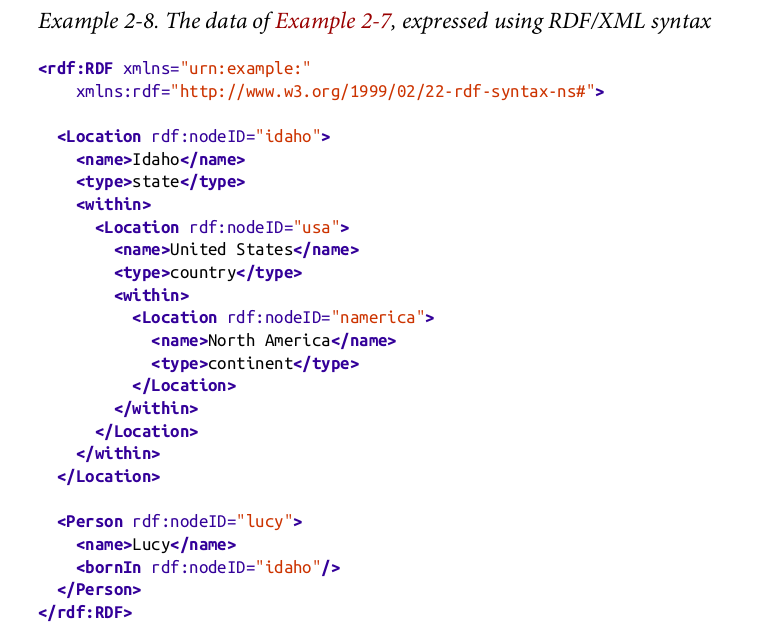 Example 2-8. The data of Example 2-7, expressed using RDF/XML syntax
<rdf:RDF xmlns="urn:example:"
    xmlns:rdf="http://www.w3.org/1999/02/22-rdf-syntax-ns#">

  <Location rdf:nodeID="idaho">
    <name>Idaho</name>
    <type>state</type>
    <within>
      <Location rdf:nodeID="usa">
        <name>United States</name>
        <type>country</type>
        <within>
          <Location rdf:nodeID="namerica">
            <name>North America</name>
            <type>continent</type>
          </Location>
        </within>
      </Location>
    </within>
  </Location>

  <Person rdf:nodeID="lucy">
    <name>Lucy</name>
    <bornIn rdf:nodeID="idaho"/>
  </Person>
</rdf:RDF>